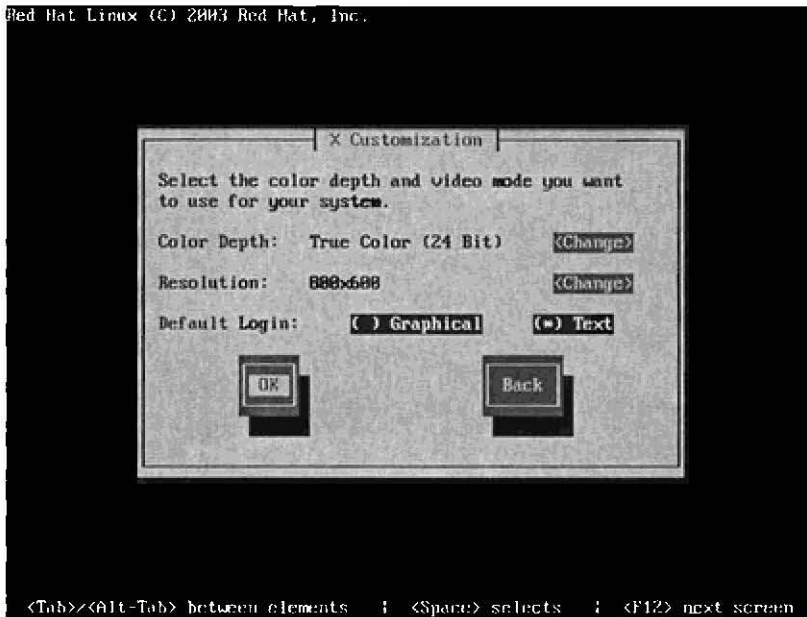 Red Hat Linux (C) 2003 Red Hat, Inc.
X Customization
Select the color depth and video mode you want
to use for your system.
Color Depth: True Color (24 Bit) <Change>
Resolution: 800x600 <Change>
Default Login: ( ) Graphical (*) Text
OK Back
<Tab>/<Alt-Tab> between elements | <Space> selects | <F12> next screen